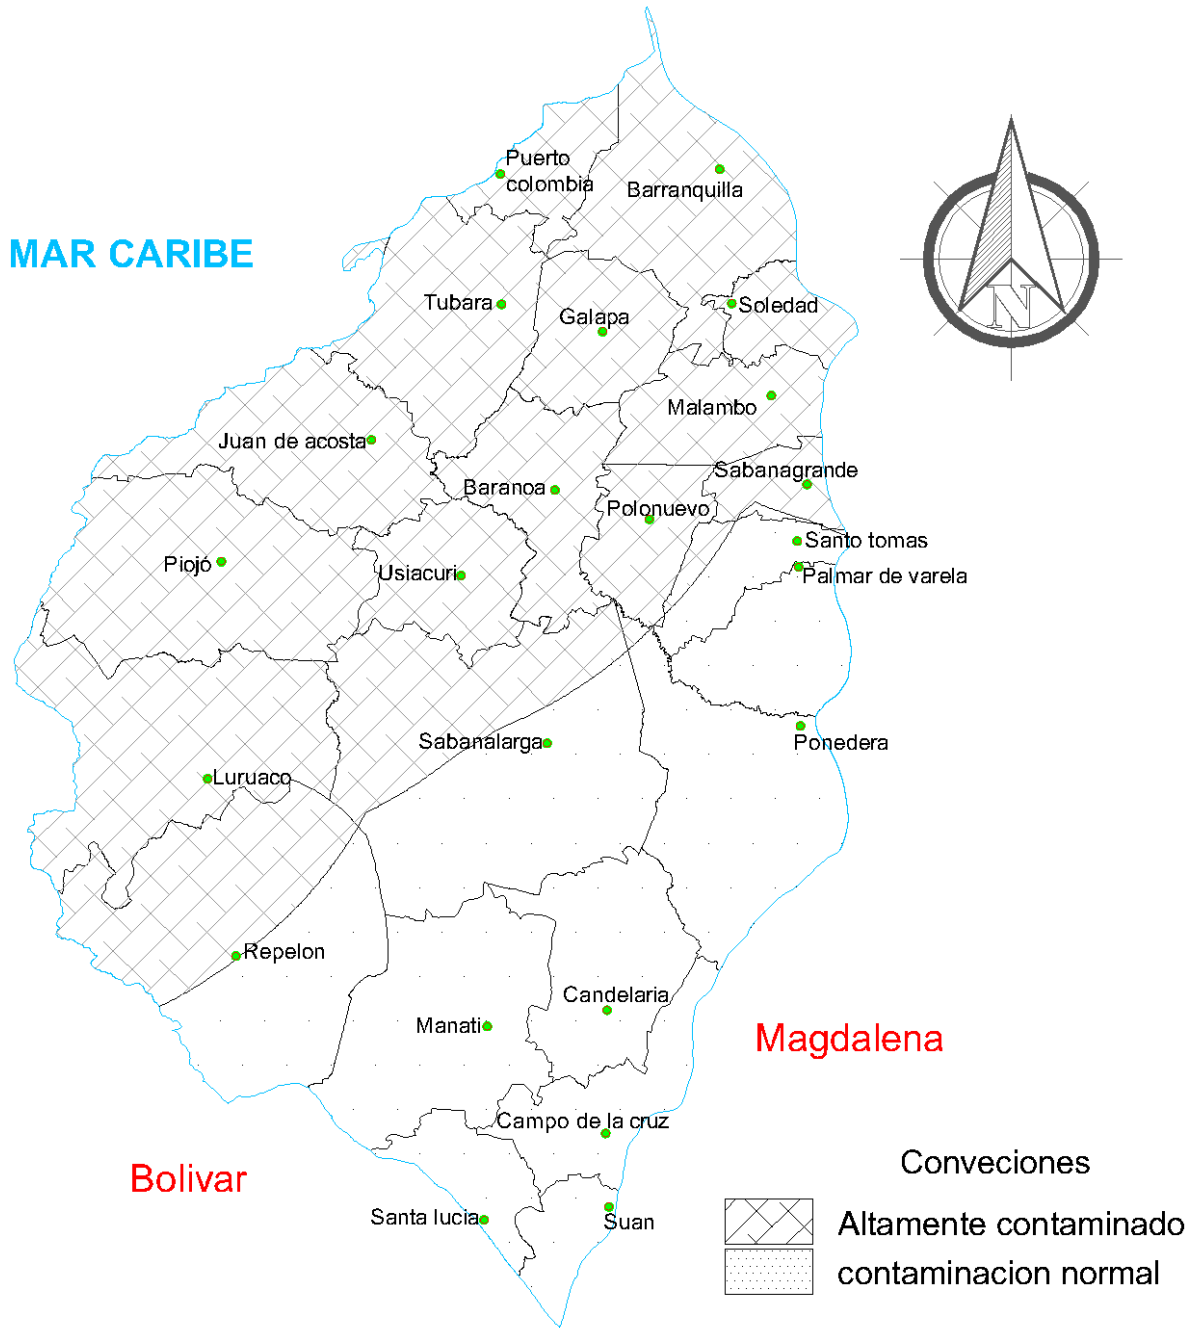 Puerto
colombia
Barranquilla
MAR CARIBE
Tubara
Galapa
Soledad
N
Malambo
Juan de acosta
Sabanagrande
Baranoa
Polonuevo
Santo tomas
Piojó
Usiacuri
Palmar de varela
Sabanalarga
Ponedera
Luruaco
Repelon
Candelaria
Manati
Magdalena
Campo de la cruz
Bolivar
Santa lucia
Suan
Conveciones
Altamente contaminado
contaminacion normal